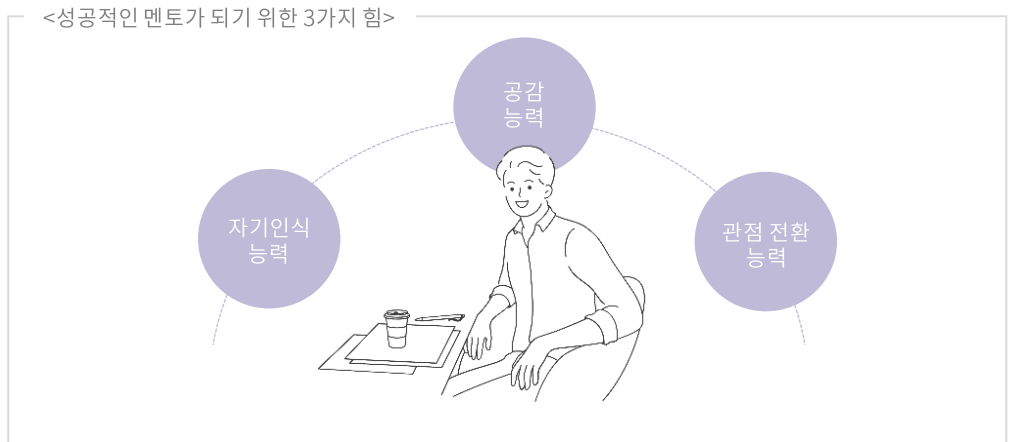 <성공적인 멘토가 되기 위한 3가지 힘>
공감
능력
자기인식
능력
관점 전환
능력